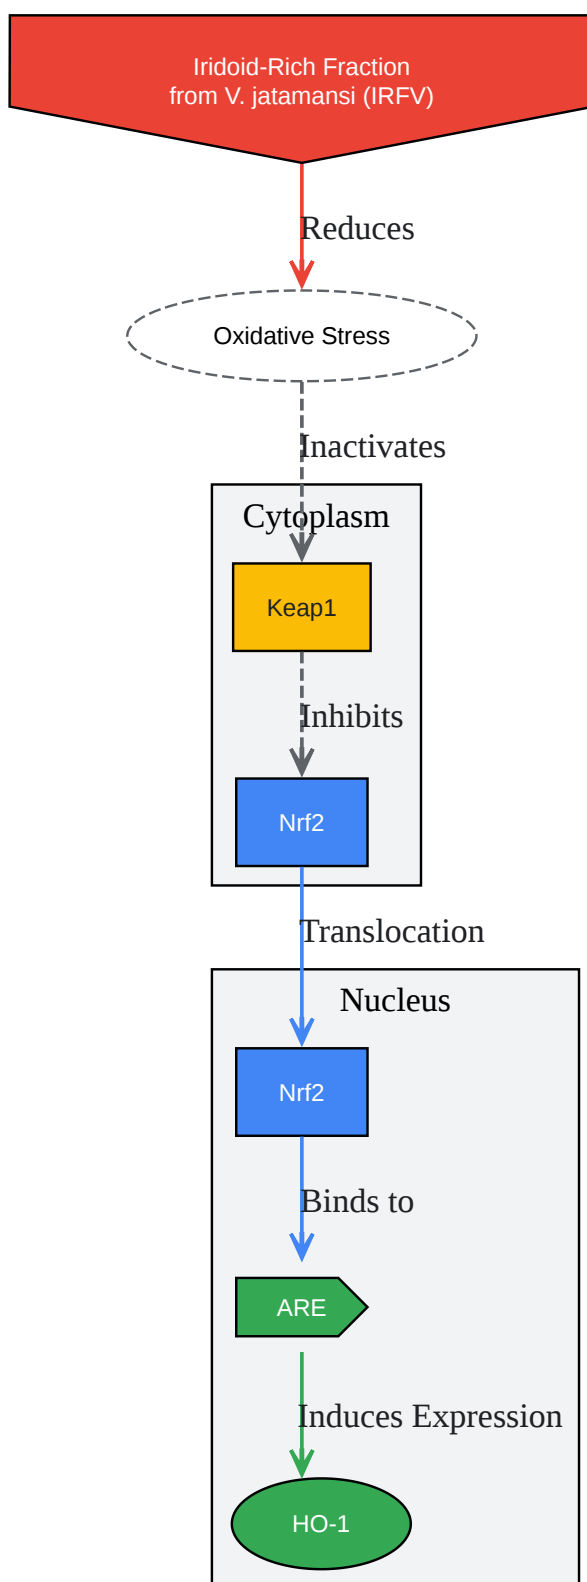 Iridoid-Rich Fraction
from V. jatamansi (IRFV)
Reduces
Oxidative Stress
Inactivates
Cytoplasm
Keap1
Inhibits
Nrf2
Translocation
Nucleus
Nrf2
Binds to
ARE
Induces Expression
HO-1